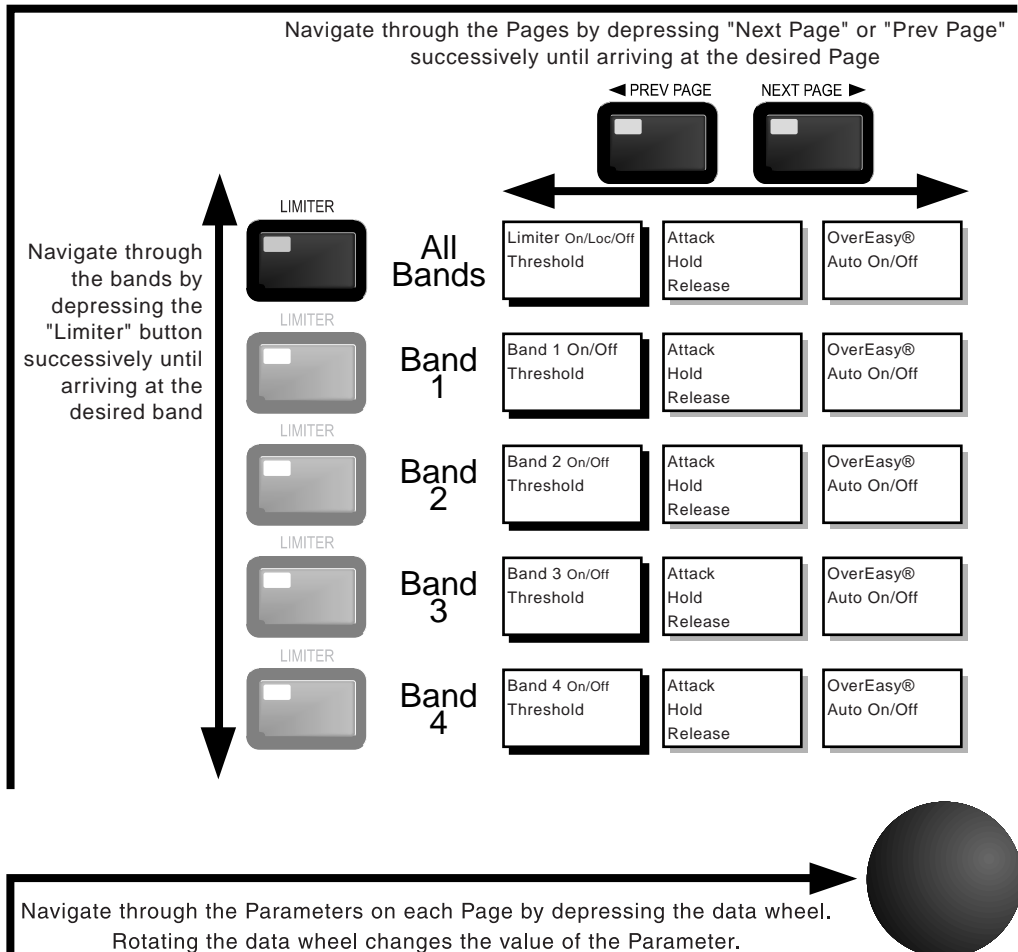 Navigate through the Pages by depressing "Next Page" or "Prev Page"
successively until arriving at the desired Page
◀ PREV PAGE
NEXT PAGE ▶
Navigate through
the bands by
depressing the
"Limiter" button
successively until
arriving at the
desired band
LIMITER
All
Bands
Limiter On/Loc/Off
Threshold
Attack
Hold
Release
OverEasy®
Auto On/Off
LIMITER
Band
1
Band 1 On/Off
Threshold
Attack
Hold
Release
OverEasy®
Auto On/Off
LIMITER
Band
2
Band 2 On/Off
Threshold
Attack
Hold
Release
OverEasy®
Auto On/Off
LIMITER
Band
3
Band 3 On/Off
Threshold
Attack
Hold
Release
OverEasy®
Auto On/Off
LIMITER
Band
4
Band 4 On/Off
Threshold
Attack
Hold
Release
OverEasy®
Auto On/Off
Navigate through the Parameters on each Page by depressing the data wheel.
Rotating the data wheel changes the value of the Parameter.